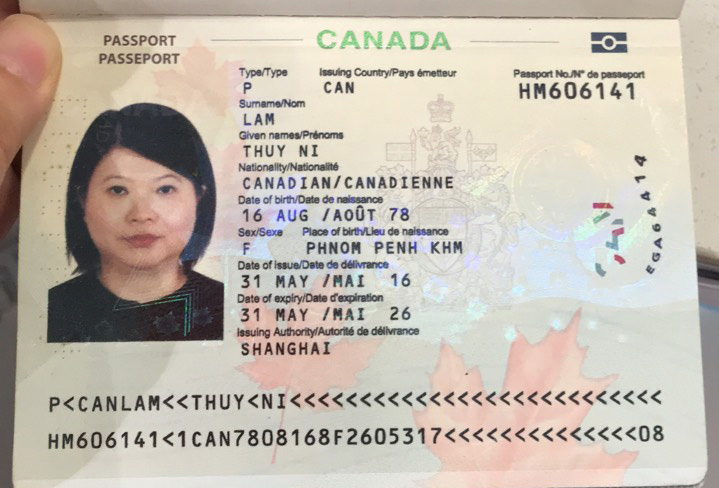 PASSPORT
PASSEPORT
CANADA
Type/Type Issuing Country/Pays émetteur Passport No./N° de passeport
P CAN HM606141
Surname/Nom
LAM
Given names/Prénoms
THUY NI
Nationality/Nationalité
CANADIAN/CANADIENNE
Date of birth/Date de naissance
16 AUG /AOÛT 78
Sex/Sexe Place of birth/Lieu de naissance
F PHNOM PENH KHM
Date of issue/Date de délivrance
31 MAY /MAI 16
Date of expiry/Date d'expiration
31 MAY /MAI 26
Issuing Authority/Autorité de délivrance
SHANGHAI
CAN
EGA6AA14
P<CANLAM<<THUY<NI<<<<<<<<<<<<<<<<<<<<<<<<<<<
HM606141<1CAN7808168F2605317<<<<<<<<<<<<<<08